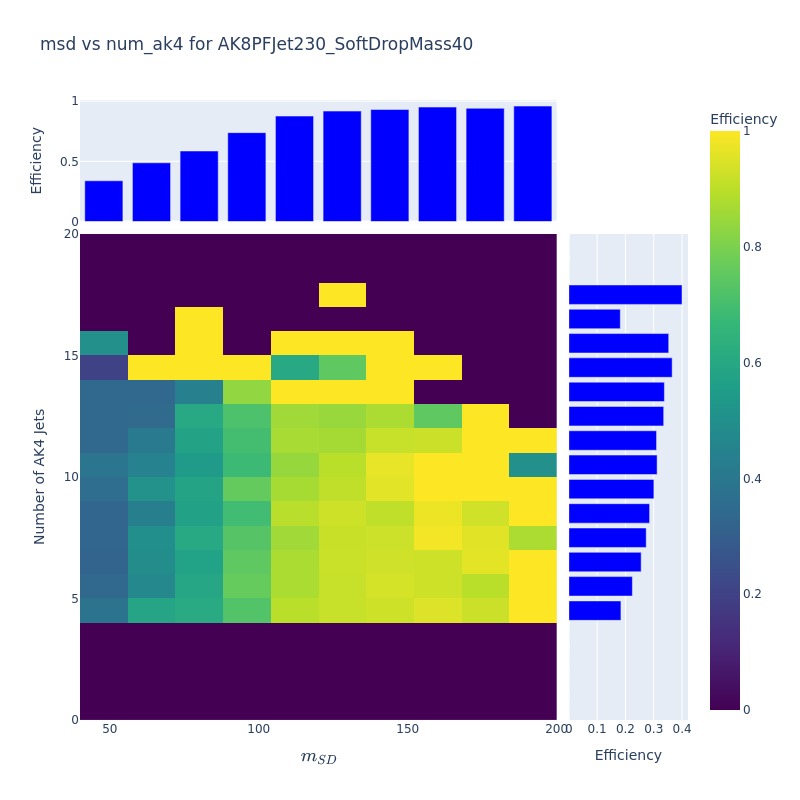 msd vs num_ak4 for AK8PFJet230_SoftDropMass40
Efficiency
1
0.5
0
Efficiency
1
0.8
0.6
0.4
0.2
0
Number of AK4 Jets
20
15
10
5
0
50 100 150 200
m_SD
0 0.1 0.2 0.3 0.4
Efficiency